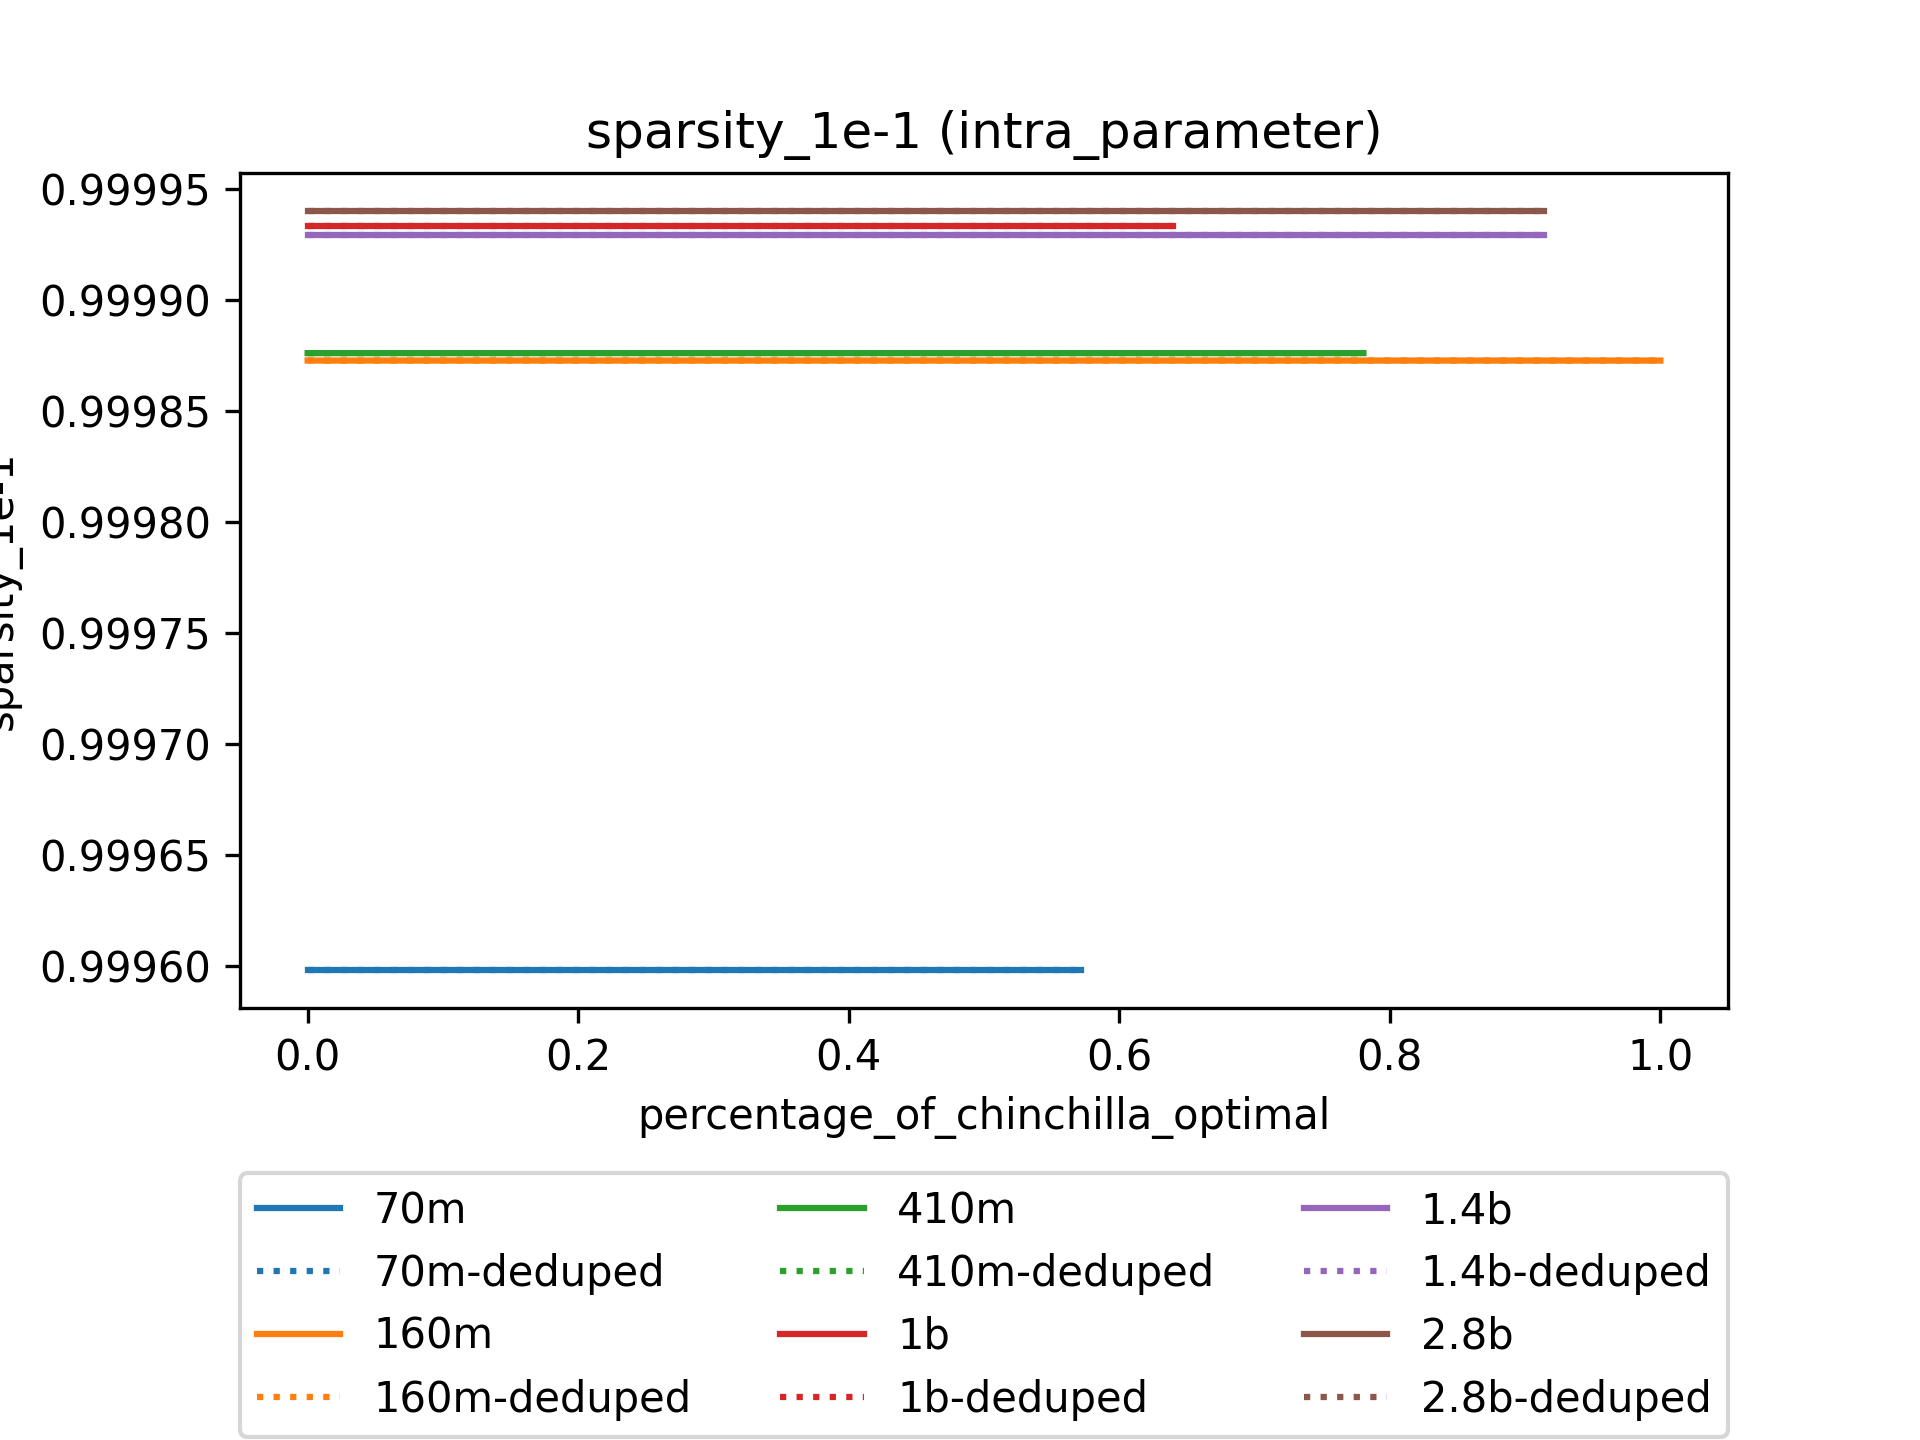 sparsity_1e-1 (intra_parameter)
0.99995
0.99990
0.99985
0.99980
0.99975
0.99970
0.99965
0.99960
sparsity_1e-1
0.0 0.2 0.4 0.6 0.8 1.0
percentage_of_chinchilla_optimal
70m 410m 1.4b
70m-deduped 410m-deduped 1.4b-deduped
160m 1b 2.8b
160m-deduped 1b-deduped 2.8b-deduped